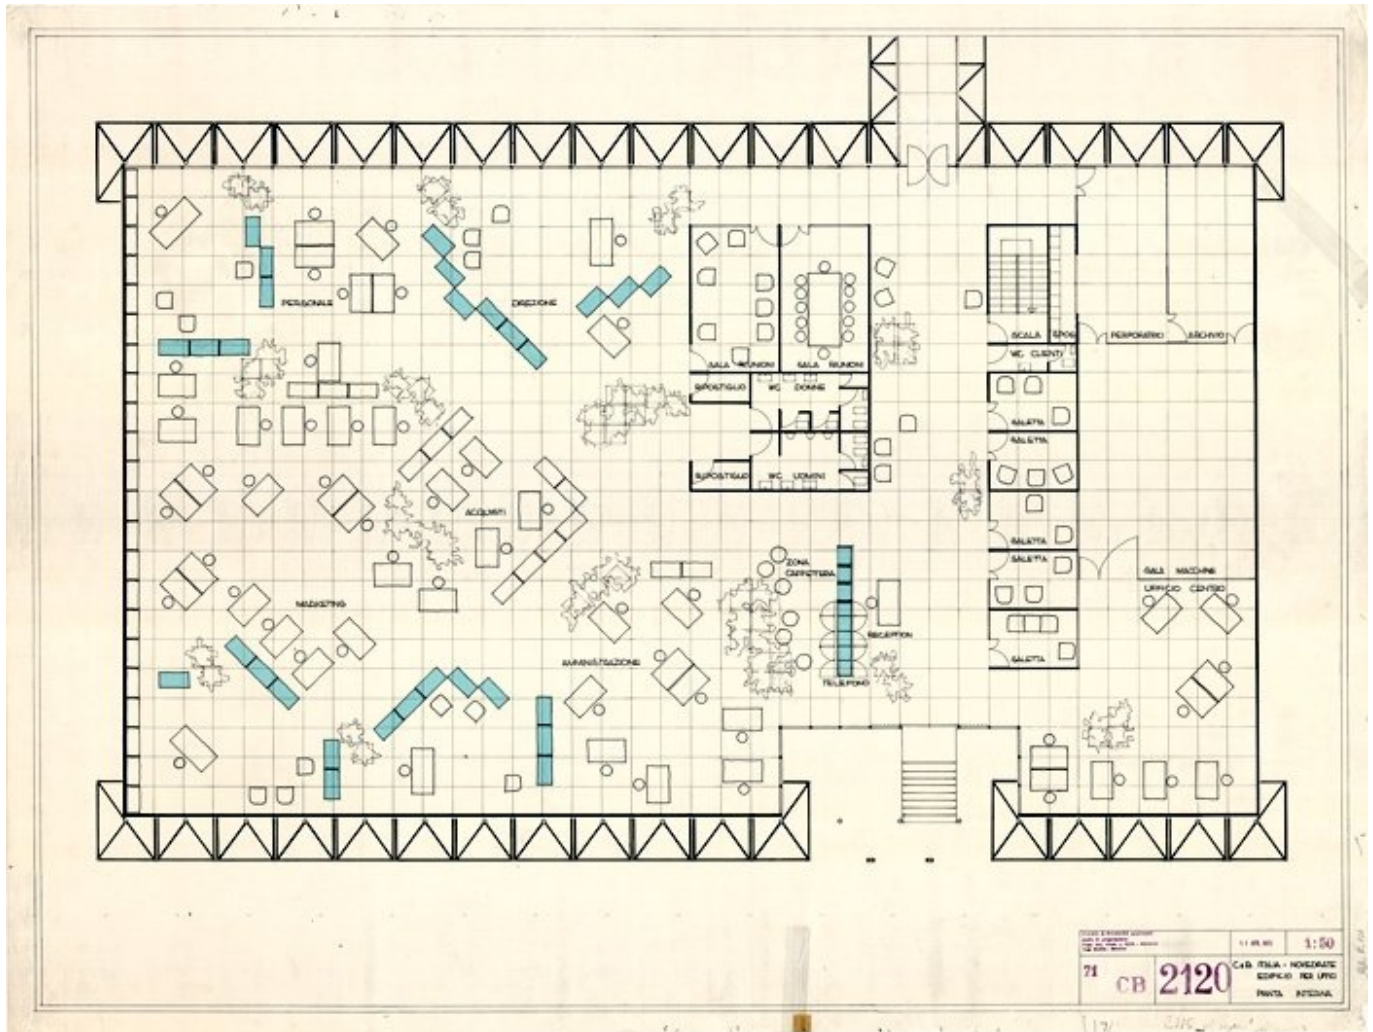 PERSONALE
DIREZIONE
SALA RIUNIONI
SALA RIUNIONI
SCALA
SPOG.
PERFORATRICI
ARCHIVIO
WC CLIENTI
RIPOSTIGLIO
WC DONNE
SALETTA
SALETTA
RIPOSTIGLIO
WC UOMINI
ACQUISTI
SALETTA
ZONA
CAFFETTERIA
SALETTA
SALA MACCHINE
UFFICIO CENTRO
MARKETING
RECEPTION
AMMINISTRAZIONE
SALETTA
TELEFONO
1:50
71
CB
2120
C&B ITALIA - NOVEDRATE
EDIFICIO PER UFFICI
PIANTA INTERNA